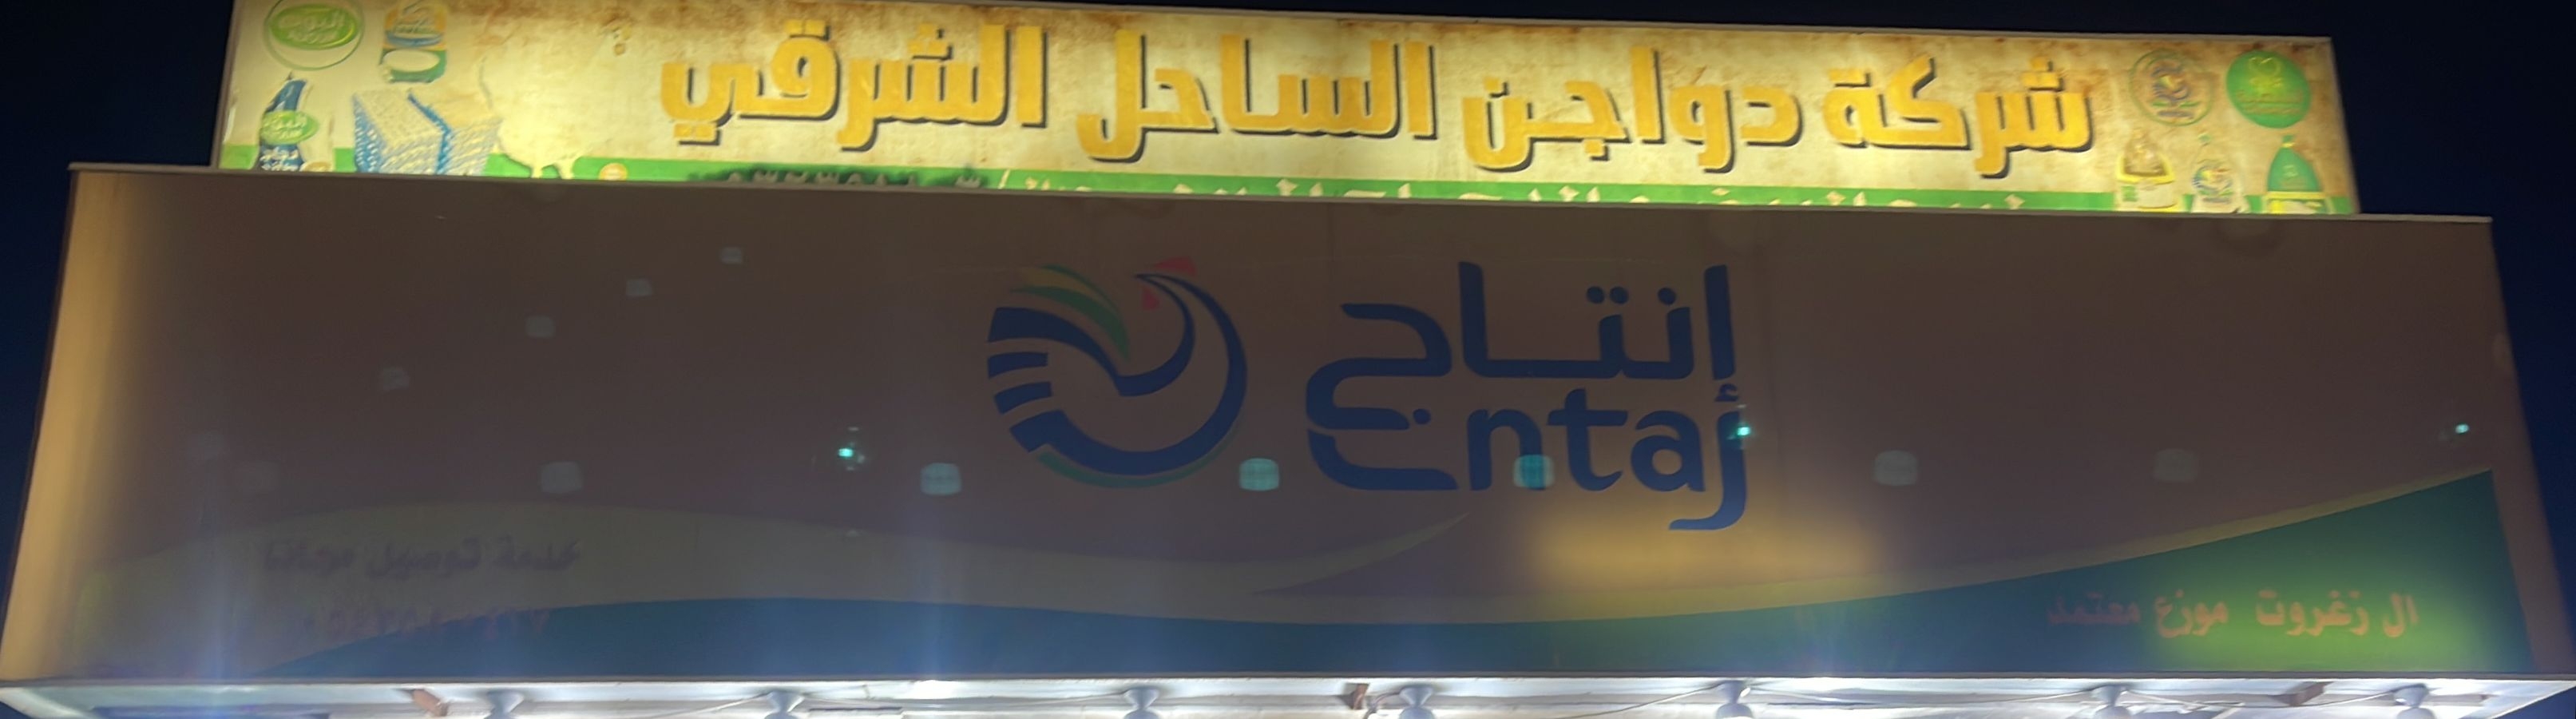 شركة دواجن الساحل الشرقي
إنتاج
entaj
خدمة توصيل مجانا
ال زغروت موزع معتمد